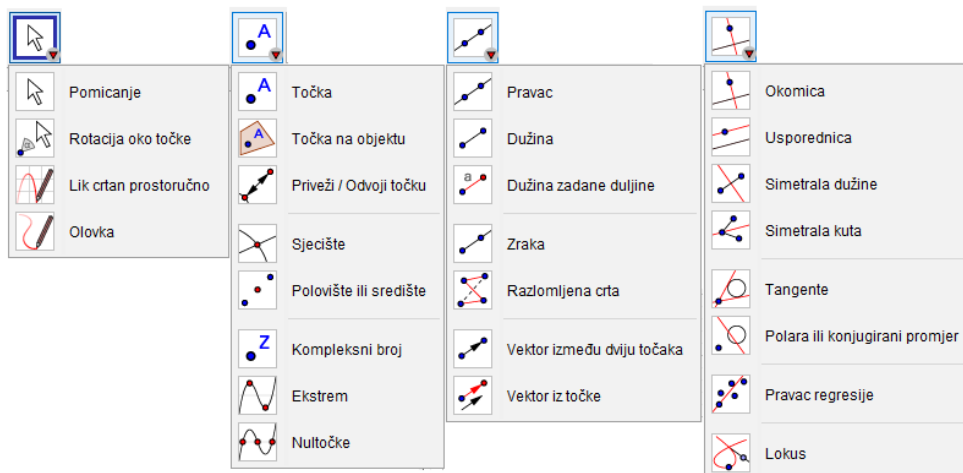 Pomicanje
Rotacija oko točke
Lik crtan prostoručno
Olovka
A
A
Točka
A
Točka na objektu
Priveži / Odvoji točku
Sjecište
Polovište ili središte
Z
Kompleksni broj
Ekstrem
Nultočke
Pravac
Dužina
a
Dužina zadane duljine
Zraka
Razlomljena crta
Vektor između dviju točaka
Vektor iz točke
Okomica
Usporednica
Simetrala dužine
Simetrala kuta
Tangente
Polara ili konjugirani promjer
Pravac regresije
Lokus